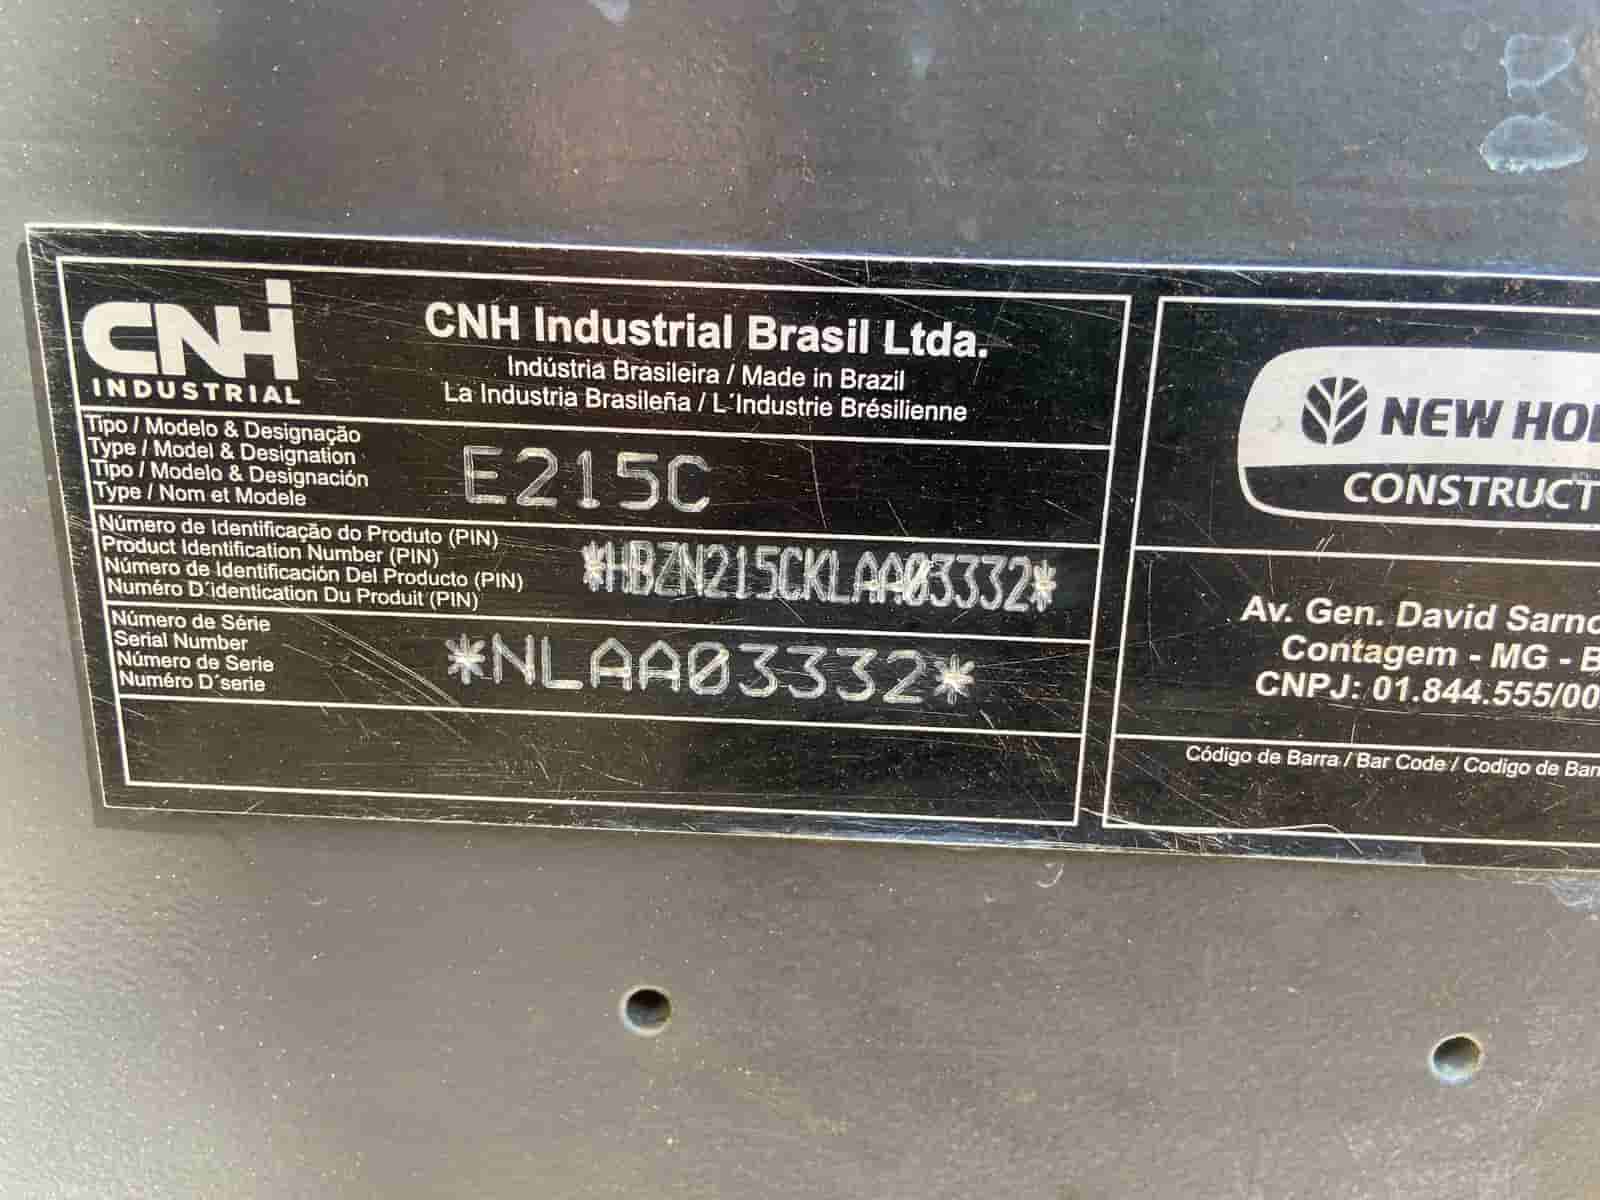 CNH
INDUSTRIAL
CNH Industrial Brasil Ltda.
Indústria Brasileira / Made in Brazil
La Industria Brasileña / L´Industrie Brésilienne
Tipo / Modelo & Designação
Type / Model & Designation
Tipo / Modelo & Designación
Type / Nom et Modele
E215C
Número de Identificação do Produto (PIN)
Product Identification Number (PIN)
Número de Identificación Del Producto (PIN)
Numéro D´identication Du Produit (PIN)
*HBZN215CKLAA03332*
Número de Série
Serial Number
Número de Serie
Numéro D´serie
*NLAA03332*
NEW HOL
CONSTRUCT
Av. Gen. David Sarno
Contagem - MG - B
CNPJ: 01.844.555/00
Código de Barra / Bar Code / Codigo de Bar